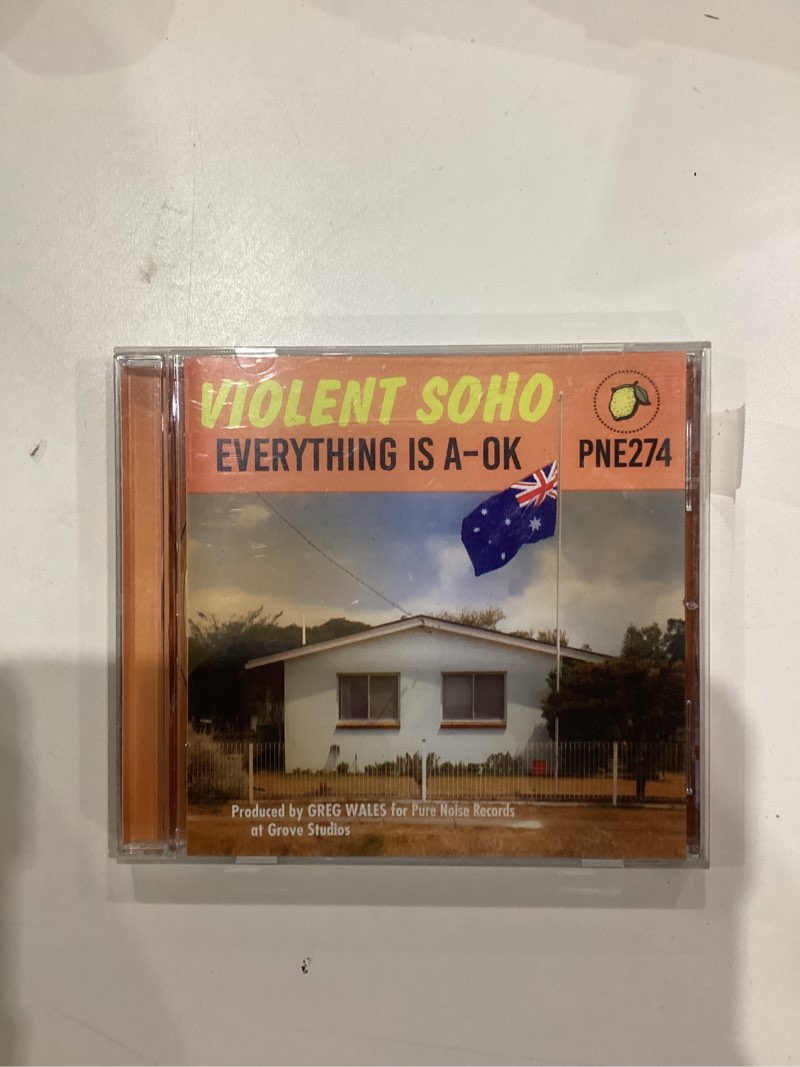 VIOLENT SOHO
EVERYTHING IS A-OK
PNE274
Produced by GREG WALES for Pure Noise Records
at Grove Studios